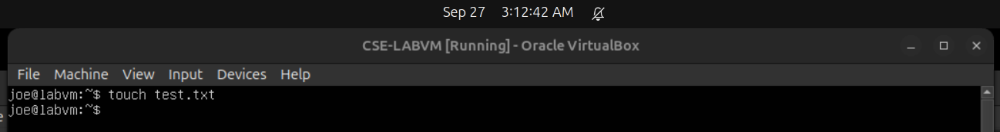 Sep 27 3:12:42 AM
CSE-LABVM [Running] - Oracle VirtualBox
File Machine View Input Devices Help
joe@labvm:~$ touch test.txt
joe@labvm:~$
e